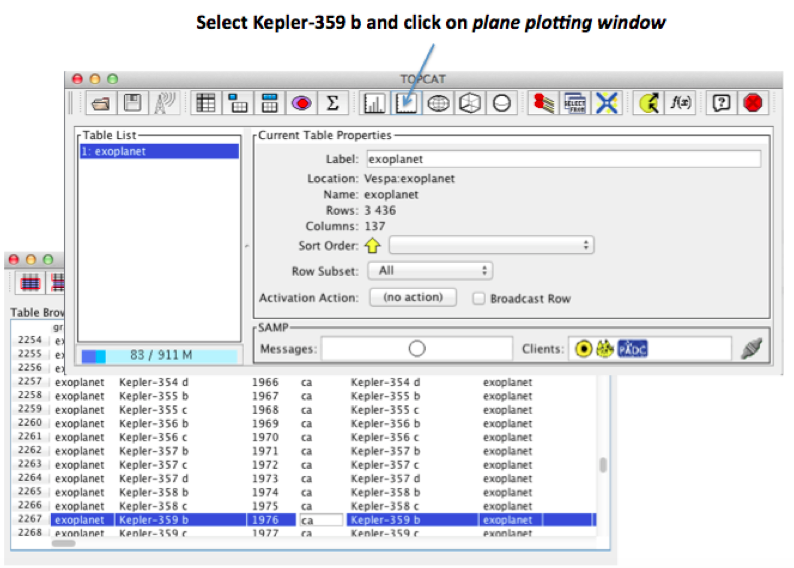 Select Kepler-359 b and click on plane plotting window
TOPCAT
Table List
1: exoplanet
83 / 911 M
Current Table Properties
Label: exoplanet
Location: Vespa:exoplanet
Name: exoplanet
Rows: 3 436
Columns: 137
Sort Order:
Row Subset: All
Activation Action: (no action) Broadcast Row
SAMP
Messages: Clients: PADC
Table Brow
gr
2254 e
2255 e
2256 e
2257 exoplanet Kepler-354 d 1966 ca Kepler-354 d exoplanet
2258 exoplanet Kepler-355 b 1967 ca Kepler-355 b exoplanet
2259 exoplanet Kepler-355 c 1968 ca Kepler-355 c exoplanet
2260 exoplanet Kepler-356 b 1969 ca Kepler-356 b exoplanet
2261 exoplanet Kepler-356 c 1970 ca Kepler-356 c exoplanet
2262 exoplanet Kepler-357 b 1971 ca Kepler-357 b exoplanet
2263 exoplanet Kepler-357 c 1972 ca Kepler-357 c exoplanet
2264 exoplanet Kepler-357 d 1973 ca Kepler-357 d exoplanet
2265 exoplanet Kepler-358 b 1974 ca Kepler-358 b exoplanet
2266 exoplanet Kepler-358 c 1975 ca Kepler-358 c exoplanet
2267 exoplanet Kepler-359 b 1976 ca Kepler-359 b exoplanet
2268 exoplanet Kepler-359 c 1977 ca Kepler-359 c exoplanet